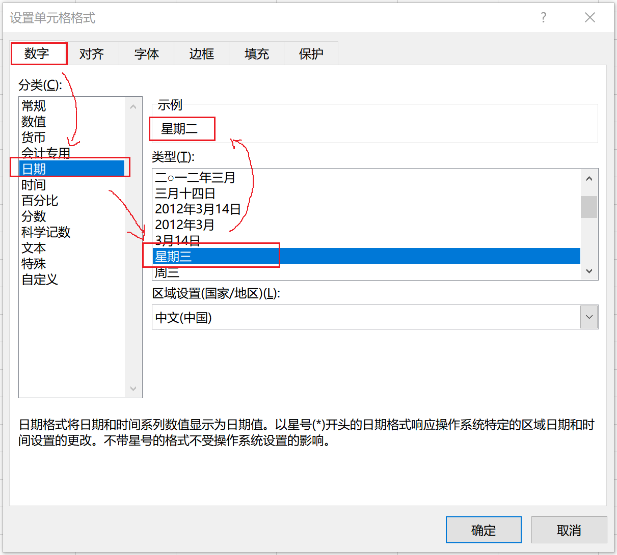 设置单元格格式
数字 对齐 字体 边框 填充 保护
分类(C):
常规
数值
货币
会计专用
日期
时间
百分比
分数
科学记数
文本
特殊
自定义
示例
星期二
类型(T):
二○一二年三月
三月十四日
2012年3月14日
2012年3月
3月14日
星期三
周三
区域设置(国家/地区)(L):
中文(中国)
日期格式将日期和时间系列数值显示为日期值。以星号(*)开头的日期格式响应操作系统特定的区域日期和时
间设置的更改。不带星号的格式不受操作系统设置的影响。
确定 取消